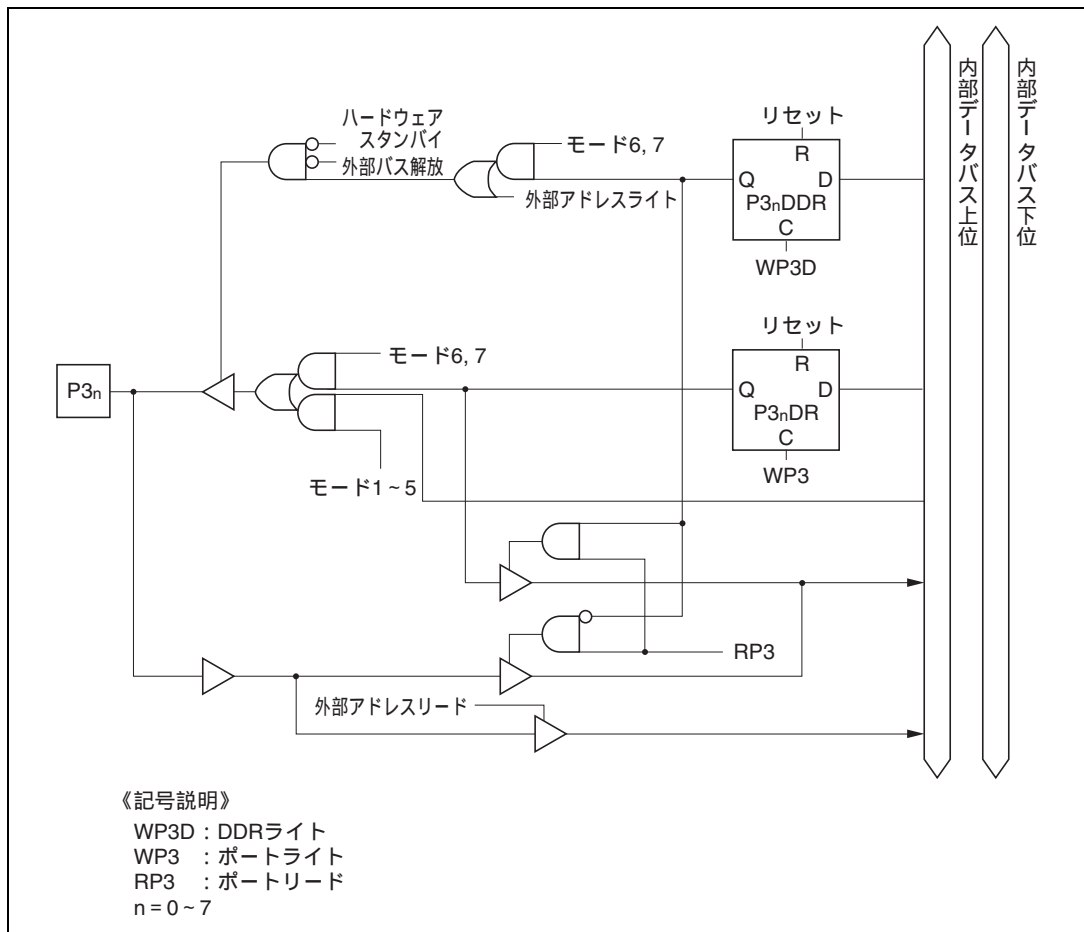 ハードウェア
スタンバイ
外部バス解放
モード6, 7
外部アドレスライト
リセット
R
Q D
P3nDDR
C
WP3D
内部データバス上位
内部データバス下位
P3n
モード6, 7
モード1~5
リセット
R
Q D
P3nDR
C
WP3
RP3
外部アドレスリード
《記号説明》
WP3D : DDRライト
WP3 : ポートライト
RP3 : ポートリード
n = 0 ~ 7